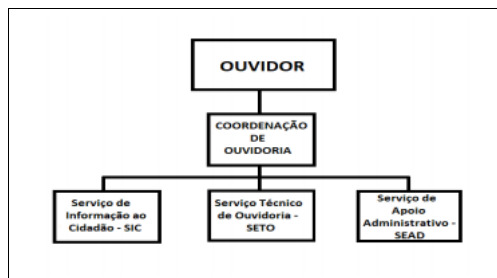 OUVIDOR
COORDENAÇÃO
DE
OUVIDORIA
Serviço de
Informação ao
Cidadão - SIC
Serviço Técnico
de Ouvidoria -
SETO
Serviço de
Apoio
Administrativo -
SEAD